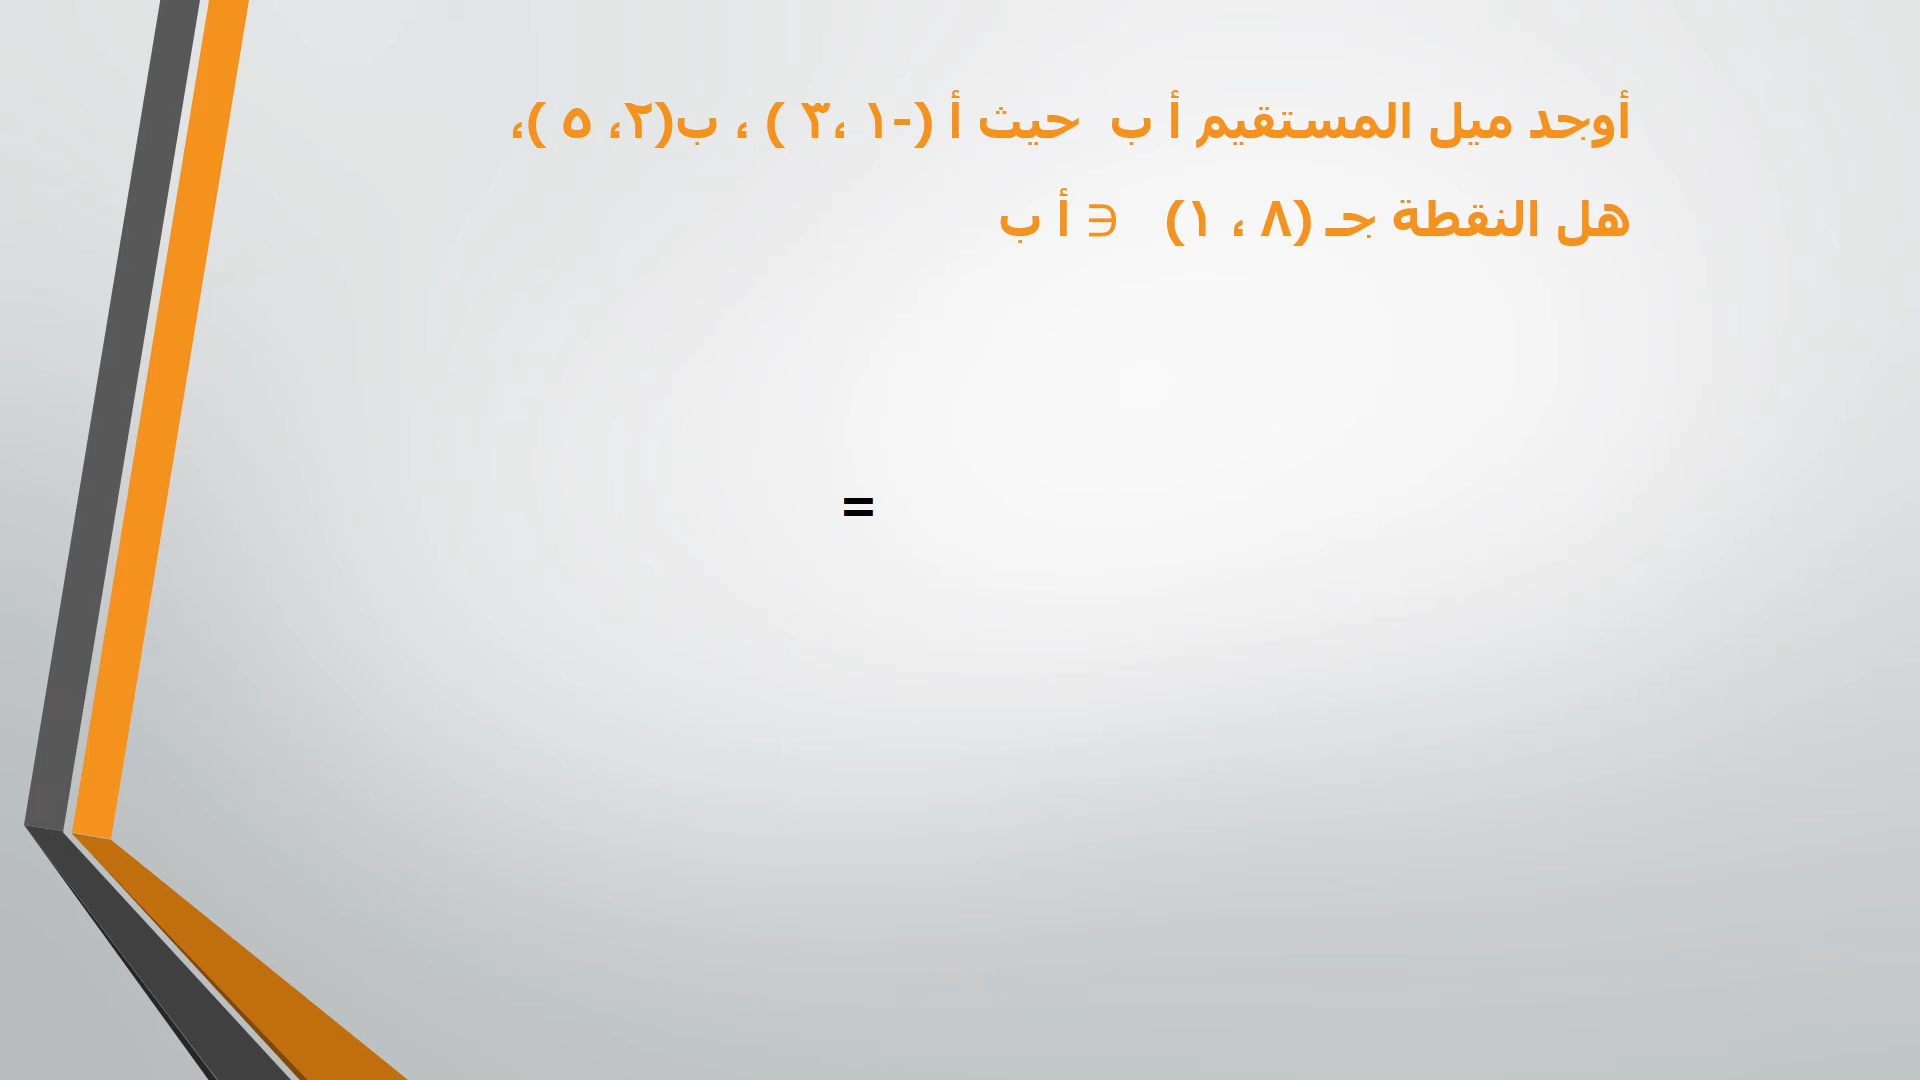 أوجد ميل المستقيم أ ب حيث أ (-١ ،٣ ) ، ب(٢، ٥ )،
هل النقطة جـ (٨ ، ١) ∋ أ ب
=